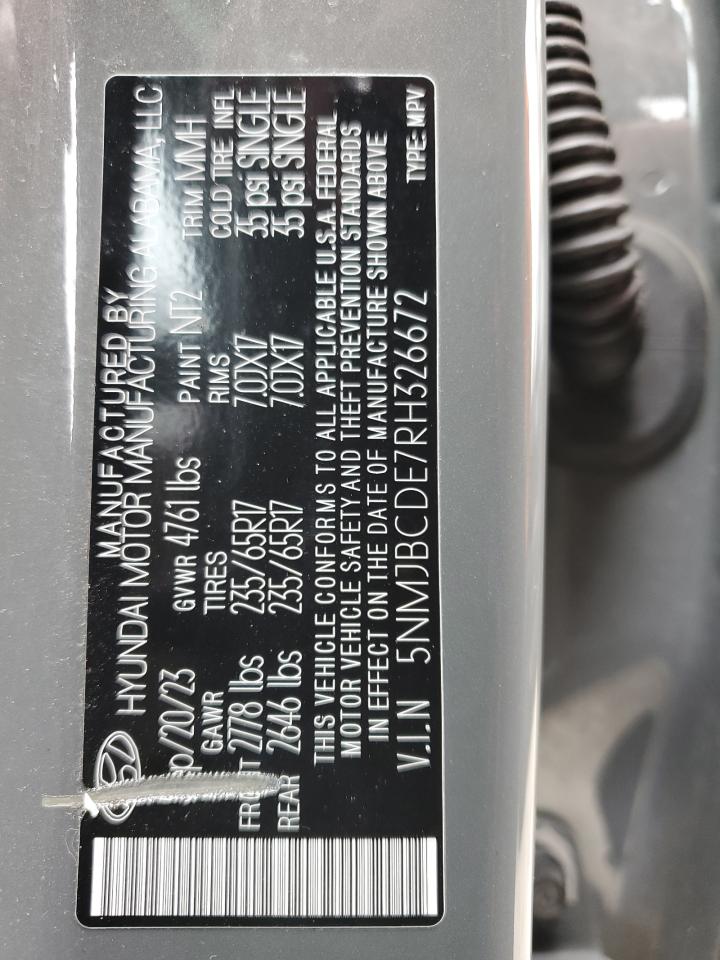 MANUFACTURED BY
HYUNDAI MOTOR MANUFACTURING ALABAMA, LLC
/20/23 GVWR 4761 lbs PAINT NT2 TRIM MMH
GAWR TIRES RIMS COLD TIRE INFL
2778 lbs 235/65R17 7.0JX17 35 psi SNGLE
REAR 2646 lbs 235/65R17 7.0JX17 35 psi SNGLE
THIS VEHICLE CONFORMS TO ALL APPLICABLE U.S.A. FEDERAL
MOTOR VEHICLE SAFETY AND THEFT PREVENTION STANDARDS
IN EFFECT ON THE DATE OF MANUFACTURE SHOWN ABOVE
V.I.N 5NMJBCDE7RH326672 TYPE: MPV